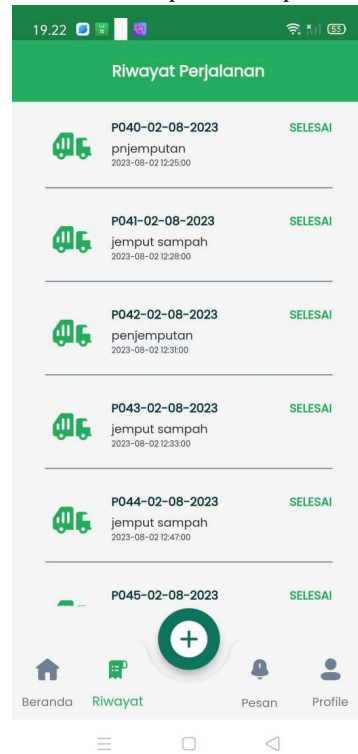 19.22
53
Riwayat Perjalanan
P040-02-08-2023 SELESAI
pnjemputan
2023-08-02 12:25:00
P041-02-08-2023 SELESAI
jemput sampah
2023-08-02 12:28:00
P042-02-08-2023 SELESAI
penjemputan
2023-08-02 12:31:00
P043-02-08-2023 SELESAI
jemput sampah
2023-08-02 12:33:00
P044-02-08-2023 SELESAI
jemput sampah
2023-08-02 12:47:00
P045-02-08-2023 SELESAI
Beranda Riwayat Pesan Profile